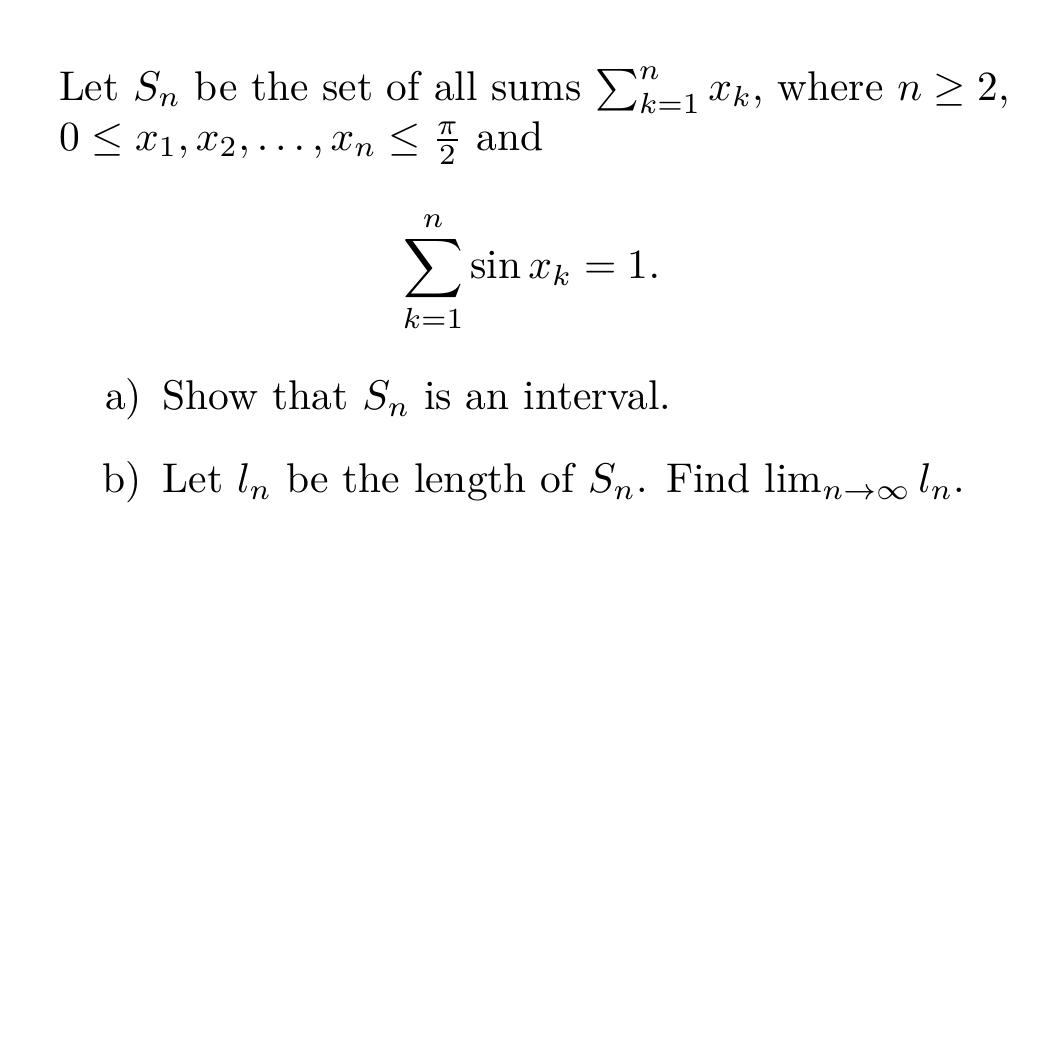 Let $S_n$ be the set of all sums $\sum_{k=1}^{n} x_k$, where $n \geq 2$,
$0 \leq x_1, x_2, \ldots, x_n \leq \frac{\pi}{2}$ and
$$\sum_{k=1}^{n} \sin x_k = 1.$$
a) Show that $S_n$ is an interval.
b) Let $l_n$ be the length of $S_n$. Find $\lim_{n \to \infty} l_n$.